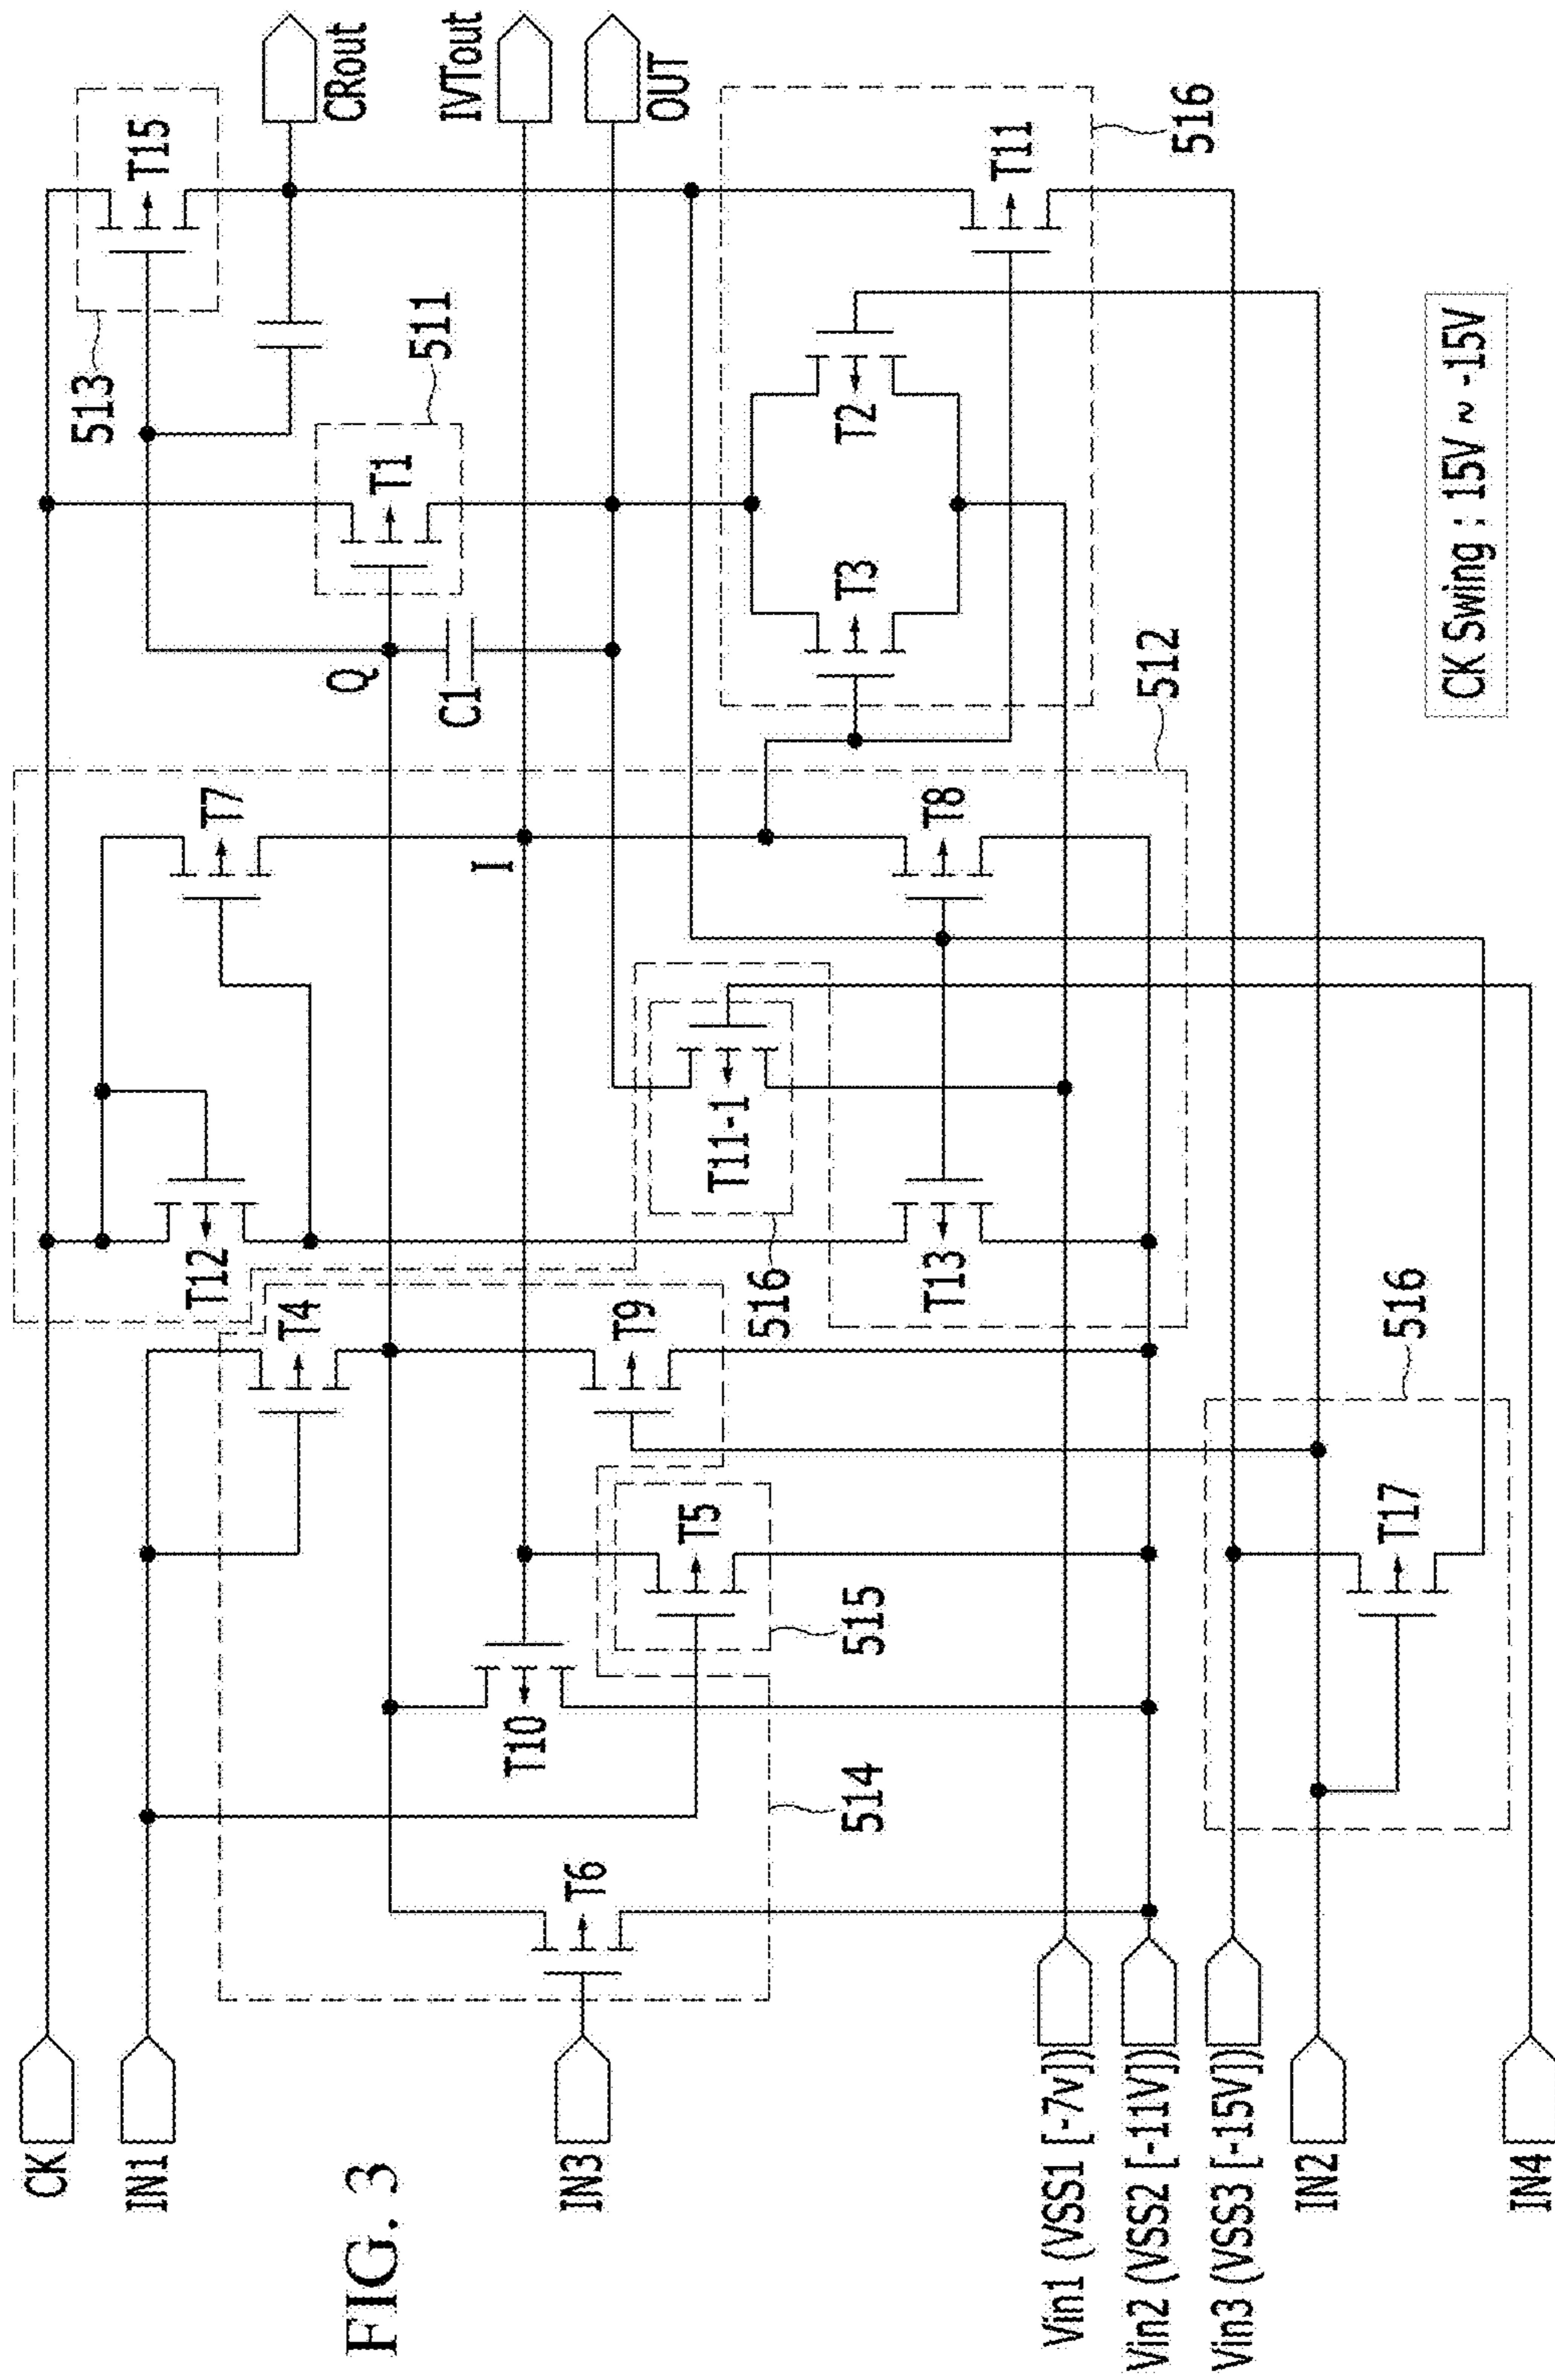 FIG. 3
CK
IN1
IN3
Vin1 (VSS1 [-7v])
Vin2 (VSS2 [-11V])
Vin3 (VSS3 [-15V])
IN2
IN4
T6
514
T10
T5
515
T4
T9
T17
516
T12
T13
T11-1
516
T7
I
T8
512
Q
C1
T1
511
T3
T2
T11
516
513
T15
CRout
IVTout
OUT
CK Swing : 15V ~ -15V